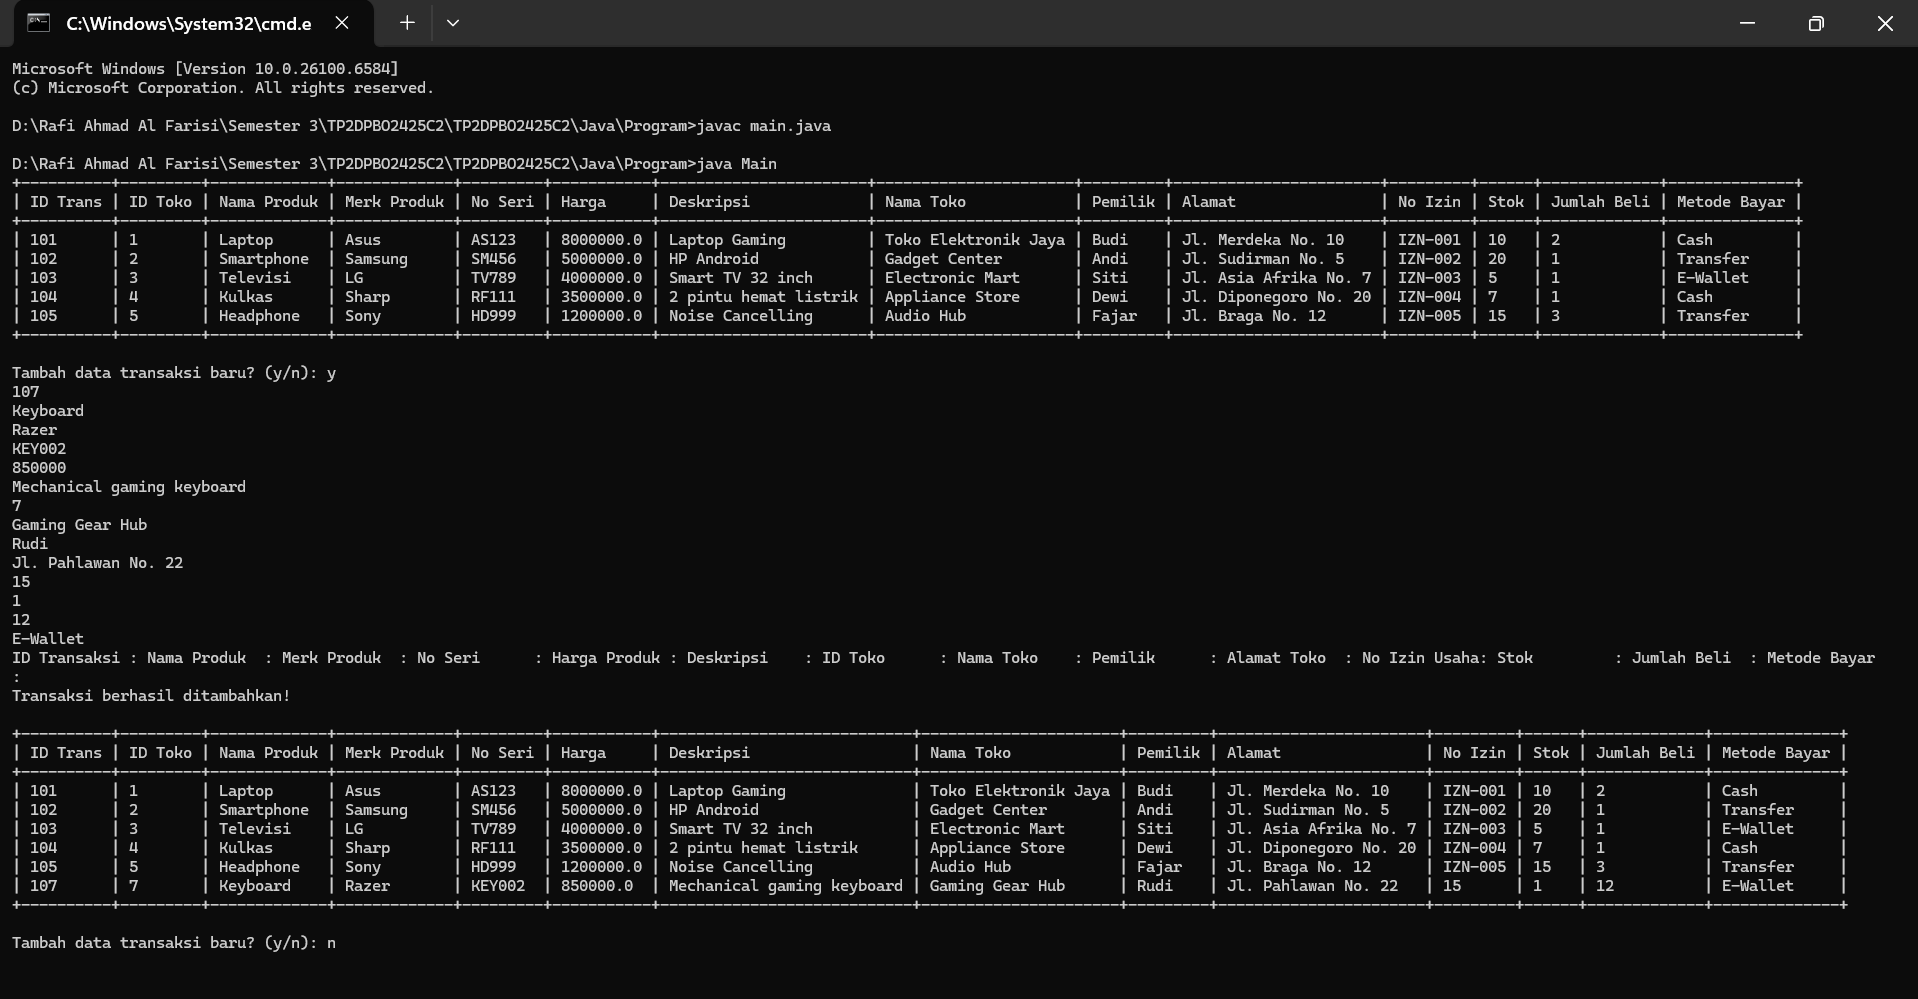 C:\Windows\System32\cmd.e
Microsoft Windows [Version 10.0.26100.6584]
(c) Microsoft Corporation. All rights reserved.
D:\Rafi Ahmad Al Farisi\Semester 3\TP2DPBO2425C2\TP2DPBO2425C2\Java\Program>javac main.java
D:\Rafi Ahmad Al Farisi\Semester 3\TP2DPBO2425C2\TP2DPBO2425C2\Java\Program>java Main
| ID Trans | ID Toko | Nama Produk | Merk Produk | No Seri | Harga | Deskripsi | Nama Toko | Pemilik | Alamat | No Izin | Stok | Jumlah Beli | Metode Bayar |
| 101 | 1 | Laptop | Asus | AS123 | 8000000.0 | Laptop Gaming | Toko Elektronik Jaya | Budi | Jl. Merdeka No. 10 | IZN-001 | 10 | 2 | Cash |
| 102 | 2 | Smartphone | Samsung | SM456 | 5000000.0 | HP Android | Gadget Center | Andi | Jl. Sudirman No. 5 | IZN-002 | 20 | 1 | Transfer |
| 103 | 3 | Televisi | LG | TV789 | 4000000.0 | Smart TV 32 inch | Electronic Mart | Siti | Jl. Asia Afrika No. 7 | IZN-003 | 5 | 1 | E-Wallet |
| 104 | 4 | Kulkas | Sharp | RF111 | 3500000.0 | 2 pintu hemat listrik | Appliance Store | Dewi | Jl. Diponegoro No. 20 | IZN-004 | 7 | 1 | Cash |
| 105 | 5 | Headphone | Sony | HD999 | 1200000.0 | Noise Cancelling | Audio Hub | Fajar | Jl. Braga No. 12 | IZN-005 | 15 | 3 | Transfer |
Tambah data transaksi baru? (y/n): y
107
Keyboard
Razer
KEY002
850000
Mechanical gaming keyboard
7
Gaming Gear Hub
Rudi
Jl. Pahlawan No. 22
15
1
12
E-Wallet
ID Transaksi : Nama Produk : Merk Produk : No Seri : Harga Produk : Deskripsi : ID Toko : Nama Toko : Pemilik : Alamat Toko : No Izin Usaha: Stok : Jumlah Beli : Metode Bayar
:
Transaksi berhasil ditambahkan!
| ID Trans | ID Toko | Nama Produk | Merk Produk | No Seri | Harga | Deskripsi | Nama Toko | Pemilik | Alamat | No Izin | Stok | Jumlah Beli | Metode Bayar |
| 101 | 1 | Laptop | Asus | AS123 | 8000000.0 | Laptop Gaming | Toko Elektronik Jaya | Budi | Jl. Merdeka No. 10 | IZN-001 | 10 | 2 | Cash |
| 102 | 2 | Smartphone | Samsung | SM456 | 5000000.0 | HP Android | Gadget Center | Andi | Jl. Sudirman No. 5 | IZN-002 | 20 | 1 | Transfer |
| 103 | 3 | Televisi | LG | TV789 | 4000000.0 | Smart TV 32 inch | Electronic Mart | Siti | Jl. Asia Afrika No. 7 | IZN-003 | 5 | 1 | E-Wallet |
| 104 | 4 | Kulkas | Sharp | RF111 | 3500000.0 | 2 pintu hemat listrik | Appliance Store | Dewi | Jl. Diponegoro No. 20 | IZN-004 | 7 | 1 | Cash |
| 105 | 5 | Headphone | Sony | HD999 | 1200000.0 | Noise Cancelling | Audio Hub | Fajar | Jl. Braga No. 12 | IZN-005 | 15 | 3 | Transfer |
| 107 | 7 | Keyboard | Razer | KEY002 | 850000.0 | Mechanical gaming keyboard | Gaming Gear Hub | Rudi | Jl. Pahlawan No. 22 | 15 | 1 | 12 | E-Wallet |
Tambah data transaksi baru? (y/n): n